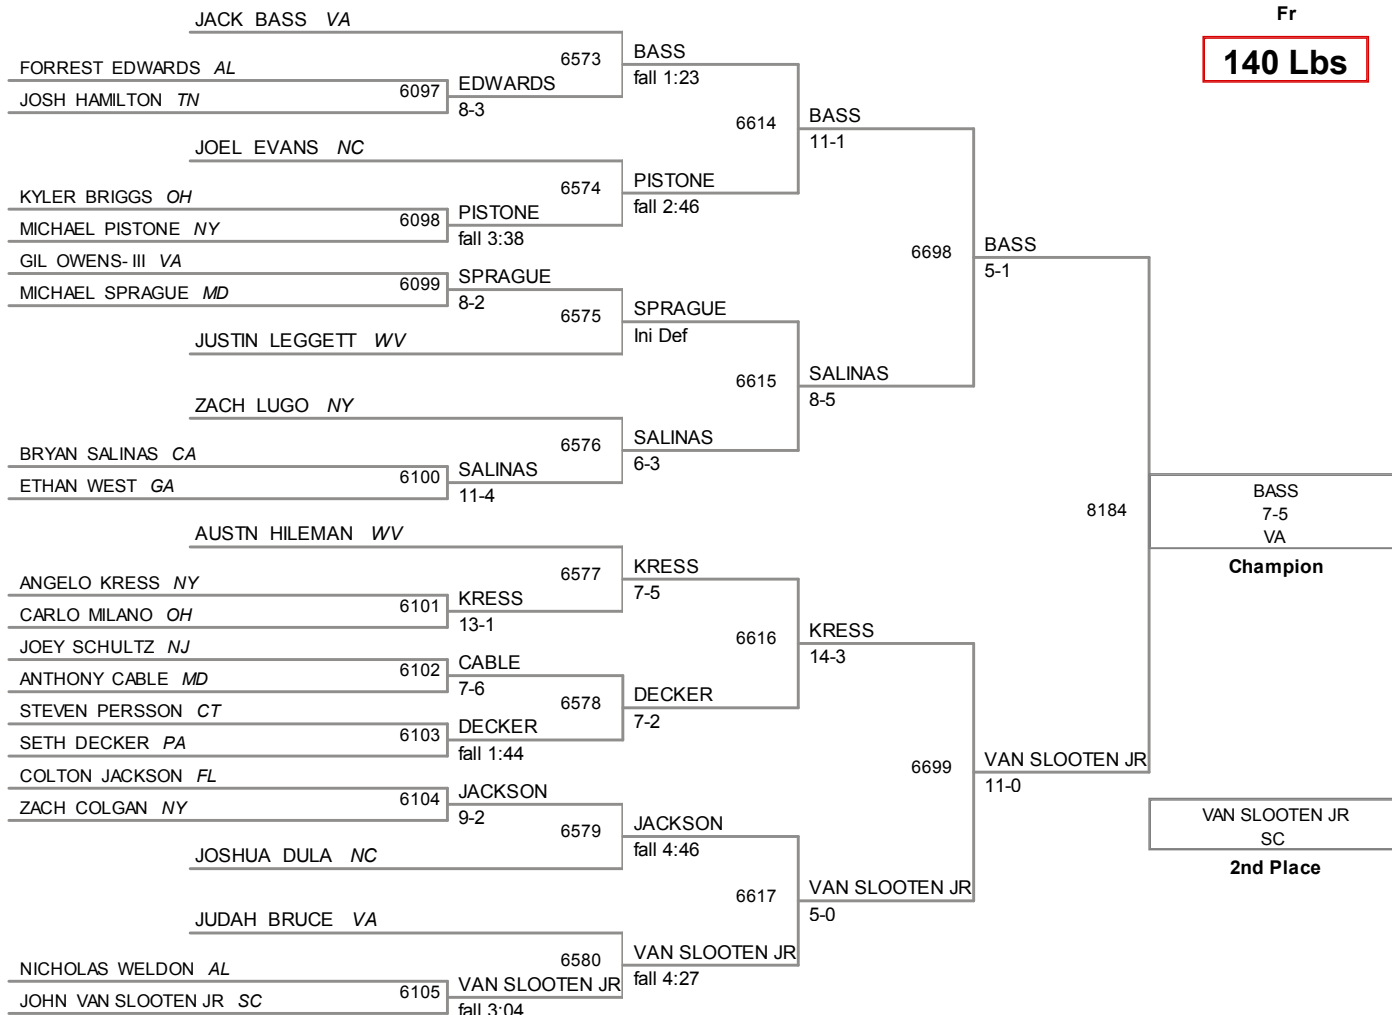 Fr
140 Lbs
JACK BASS VA
6573
BASS
fall 1:23
FORREST EDWARDS AL
6097
EDWARDS
8-3
JOSH HAMILTON TN
6614
BASS
11-1
JOEL EVANS NC
6574
PISTONE
fall 2:46
KYLER BRIGGS OH
6098
PISTONE
fall 3:38
MICHAEL PISTONE NY
6698
BASS
5-1
GIL OWENS- III VA
6099
SPRAGUE
8-2
MICHAEL SPRAGUE MD
6575
SPRAGUE
Ini Def
JUSTIN LEGGETT WV
6615
SALINAS
8-5
ZACH LUGO NY
6576
SALINAS
6-3
BRYAN SALINAS CA
6100
SALINAS
11-4
ETHAN WEST GA
8184
BASS
7-5
VA
Champion
AUSTN HILEMAN WV
6577
KRESS
7-5
ANGELO KRESS NY
6101
KRESS
13-1
CARLO MILANO OH
6616
KRESS
14-3
JOEY SCHULTZ NJ
6102
CABLE
7-6
ANTHONY CABLE MD
6578
DECKER
7-2
STEVEN PERSSON CT
6103
DECKER
fall 1:44
SETH DECKER PA
6699
VAN SLOOTEN JR
11-0
COLTON JACKSON FL
6104
JACKSON
9-2
ZACH COLGAN NY
6579
JACKSON
fall 4:46
JOSHUA DULA NC
VAN SLOOTEN JR
SC
2nd Place
6617
VAN SLOOTEN JR
5-0
JUDAH BRUCE VA
6580
VAN SLOOTEN JR
fall 4:27
NICHOLAS WELDON AL
6105
VAN SLOOTEN JR
fall 3:04
JOHN VAN SLOOTEN JR SC